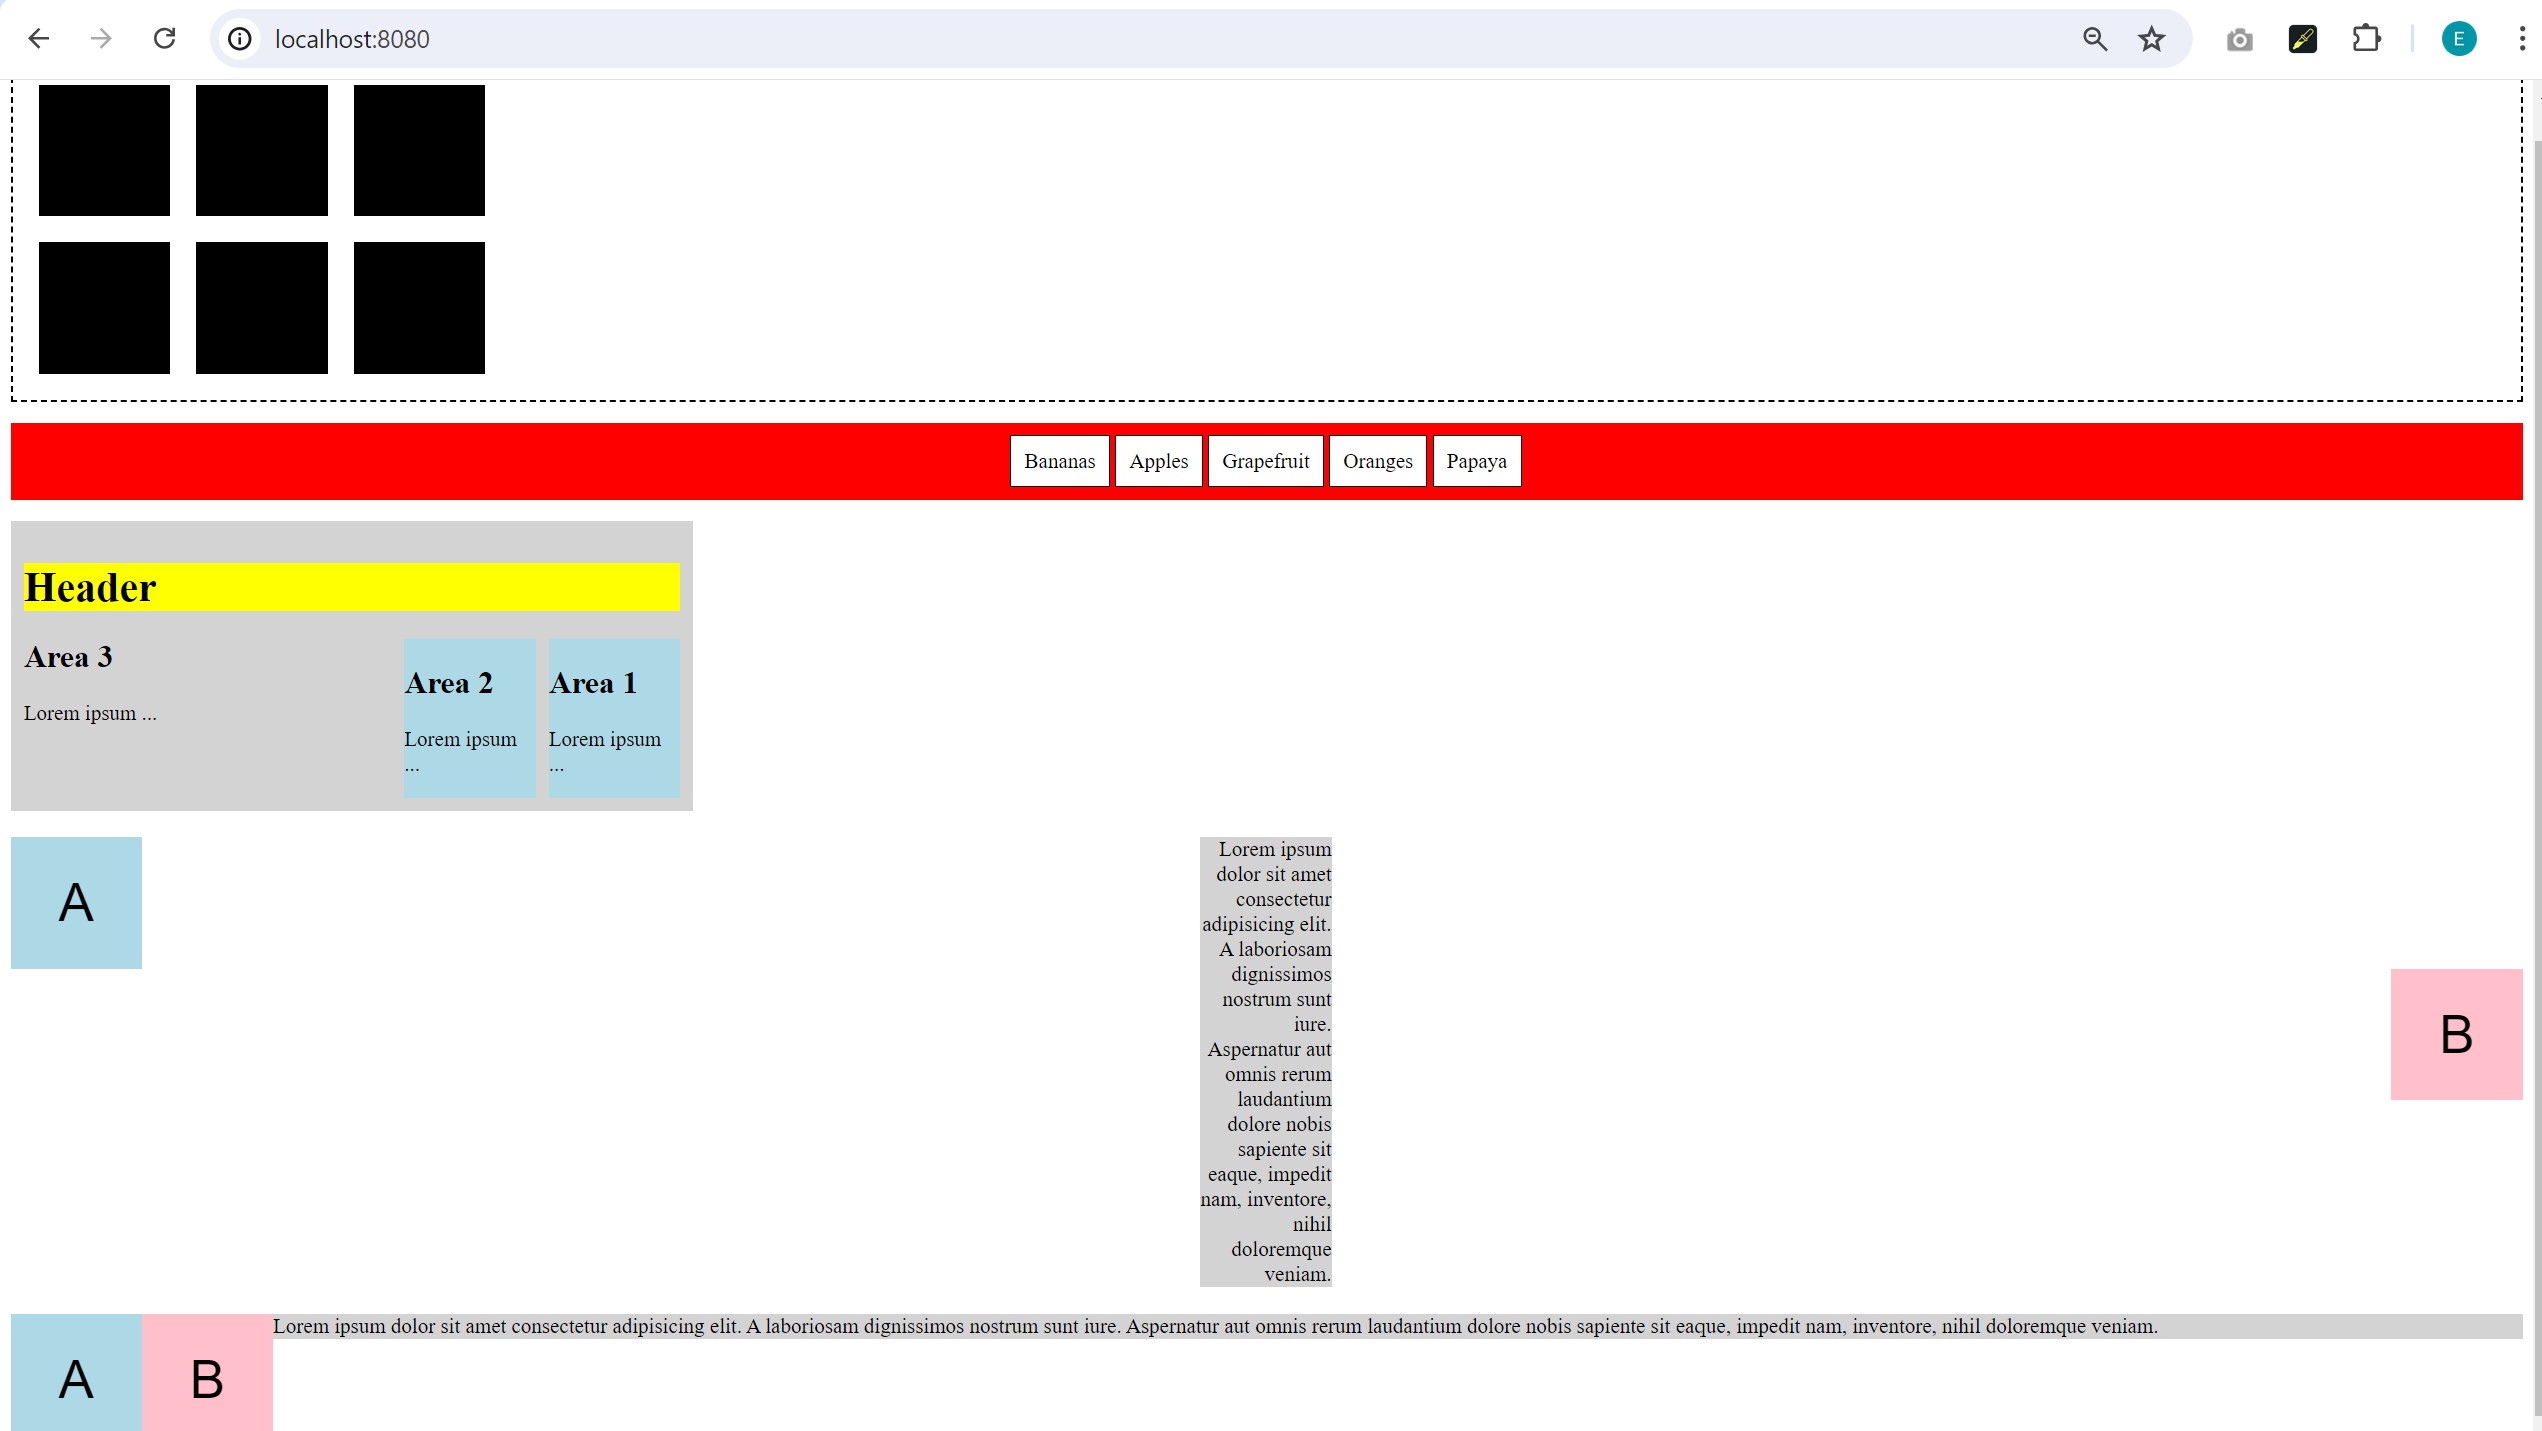 localhost:8080
E
Bananas
Apples
Grapefruit
Oranges
Papaya
Header
Area 3
Lorem ipsum ...
Area 2
Lorem ipsum
...
Area 1
Lorem ipsum
...
A
Lorem ipsum
dolor sit amet
consectetur
adipisicing elit.
A laboriosam
dignissimos
nostrum sunt
iure.
Aspernatur aut
omnis rerum
laudantium
dolore nobis
sapiente sit
eaque, impedit
nam, inventore,
nihil
doloremque
veniam.
B
A
B
Lorem ipsum dolor sit amet consectetur adipisicing elit. A laboriosam dignissimos nostrum sunt iure. Aspernatur aut omnis rerum laudantium dolore nobis sapiente sit eaque, impedit nam, inventore, nihil doloremque veniam.